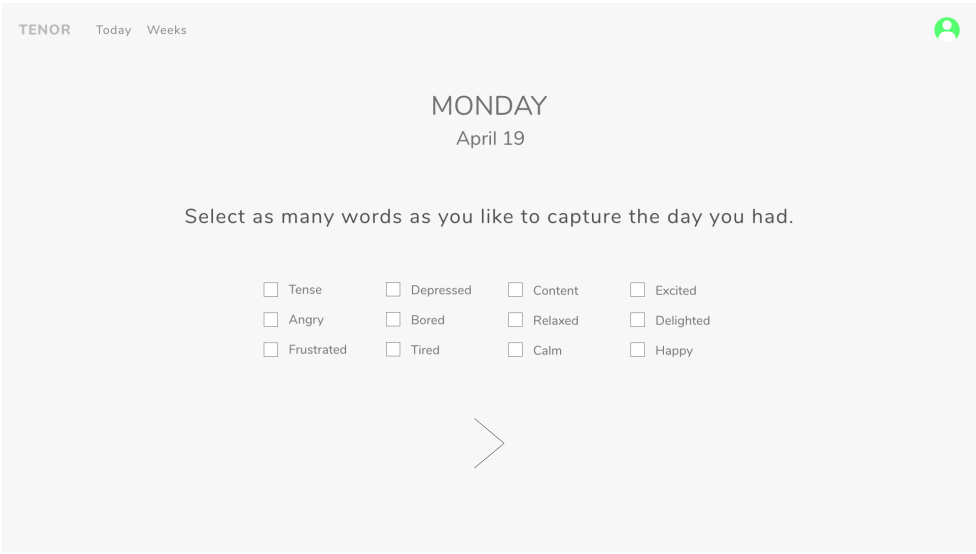 TENOR Today Weeks
MONDAY
April 19
Select as many words as you like to capture the day you had.
Tense Depressed Content Excited
Angry Bored Relaxed Delighted
Frustrated Tired Calm Happy